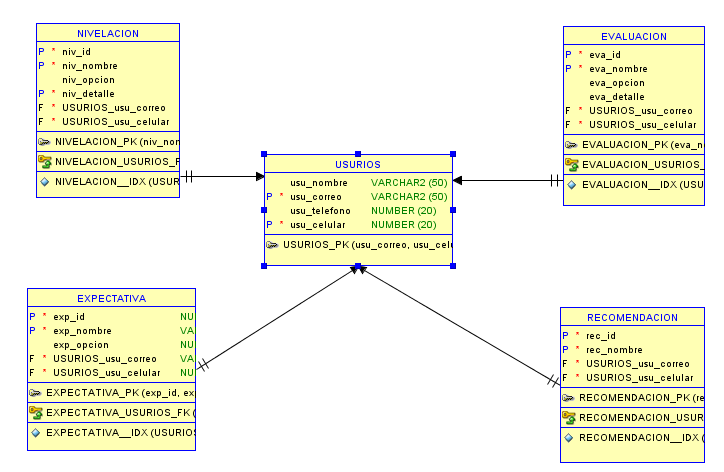 NIVELACION
P * niv_id
P * niv_nombre
niv_opcion
P * niv_detalle
F * USURIOS_usu_correo
F * USURIOS_usu_celular
NIVELACION_PK (niv_nom
NIVELACION_USURIOS_F
NIVELACION__IDX (USUR
EVALUACION
P * eva_id
P * eva_nombre
eva_opcion
eva_detalle
F * USURIOS_usu_correo
F * USURIOS_usu_celular
EVALUACION_PK (eva_n
EVALUACION_USURIOS_
EVALUACION__IDX (USU
USURIOS
usu_nombre VARCHAR2 (50)
P * usu_correo VARCHAR2 (50)
usu_telefono NUMBER (20)
P * usu_celular NUMBER (20)
USURIOS_PK (usu_correo, usu_celu
EXPECTATIVA
P * exp_id NU
P * exp_nombre VA
exp_opcion NU
F * USURIOS_usu_correo VA
F * USURIOS_usu_celular NU
EXPECTATIVA_PK (exp_id, ex
EXPECTATIVA_USURIOS_FK (
EXPECTATIVA__IDX (USURIOS
RECOMENDACION
P * rec_id
P * rec_nombre
F * USURIOS_usu_correo
F * USURIOS_usu_celular
RECOMENDACION_PK (re
RECOMENDACION_USUR
RECOMENDACION__IDX (